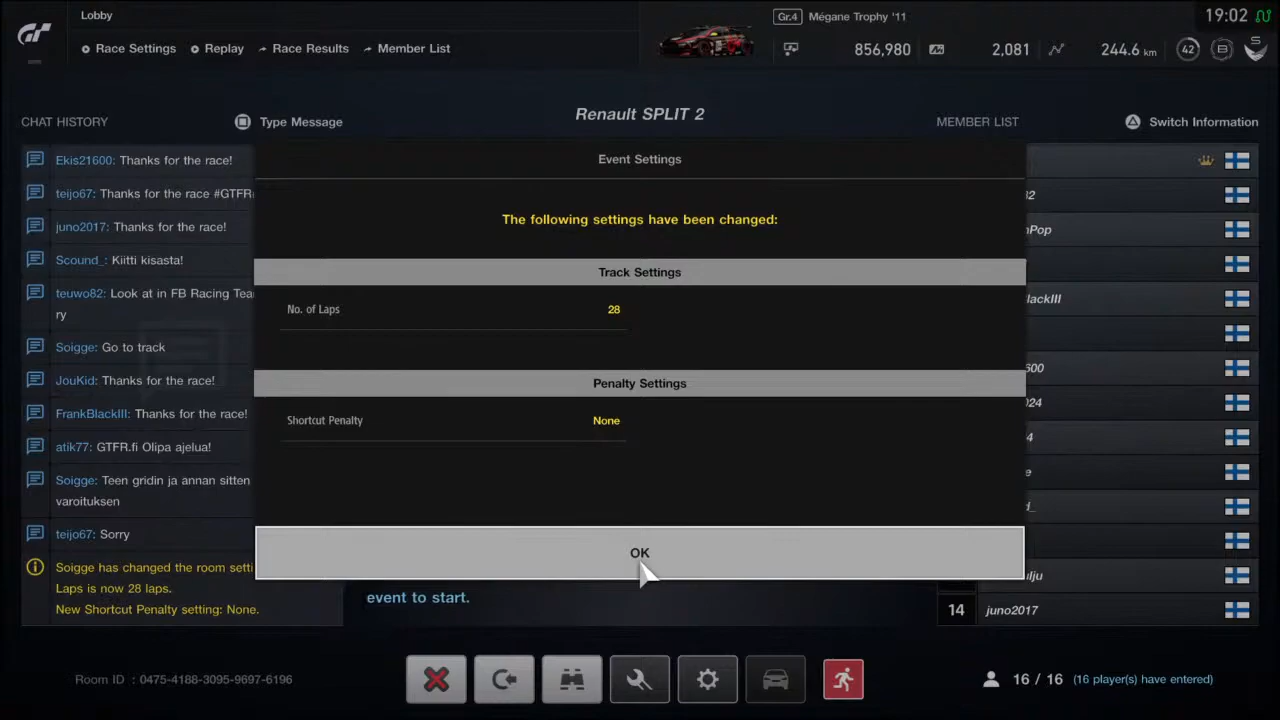 Lobby
Gr.4 Mégane Trophy '11
19:02
Race Settings Replay Race Results Member List
856,980 2,081 244.6 km 42 B S
Renault SPLIT 2
CHAT HISTORY Type Message
MEMBER LIST Switch Information
Ekis21600: Thanks for the race!
teijo67: Thanks for the race #GTFR
juno2017: Thanks for the race!
Scound_: Kiitti kisasta!
teuwo82: Look at in FB Racing Tea
ry
Soigge: Go to track
JouKid: Thanks for the race!
FrankBlackIII: Thanks for the race!
atik77: GTFR.fi Olipa ajelua!
Soigge: Teen gridin ja annan sitten
varoituksen
teijo67: Sorry
Soigge has changed the room setti
Laps is now 28 laps.
New Shortcut Penalty setting: None.
Event Settings
The following settings have been changed:
Track Settings
No. of Laps 28
Penalty Settings
Shortcut Penalty None
OK
event to start.
nPop
lackIII
600
024
4
e
d_
ulju
14 juno2017
Room ID : 0475-4188-3095-9697-6196
16 / 16 (16 player(s) have entered)